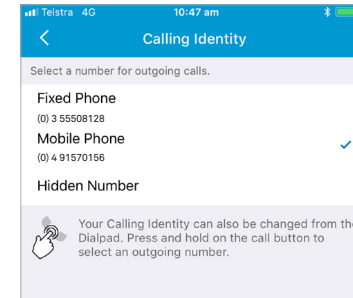 Telstra 4G 10:47 am
Calling Identity
Select a number for outgoing calls.
Fixed Phone
(0) 3 55508128
Mobile Phone
(0) 4 91570156
Hidden Number
Your Calling Identity can also be changed from the
Dialpad. Press and hold on the call button to
select an outgoing number.